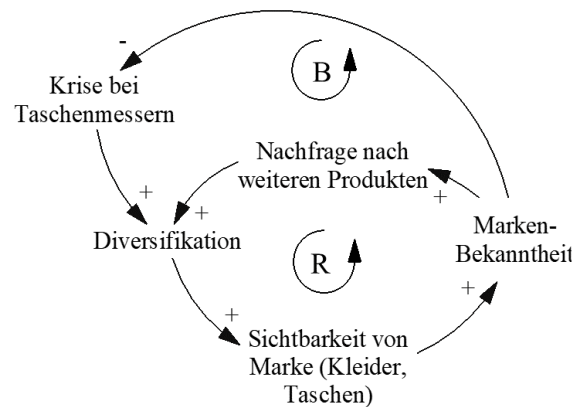 -
B
Krise bei
Taschenmessern
Nachfrage nach
weiteren Produkten
+
+
+
Marken-
Bekanntheit
Diversifikation
R
+
+
Sichtbarkeit von
Marke (Kleider,
Taschen)